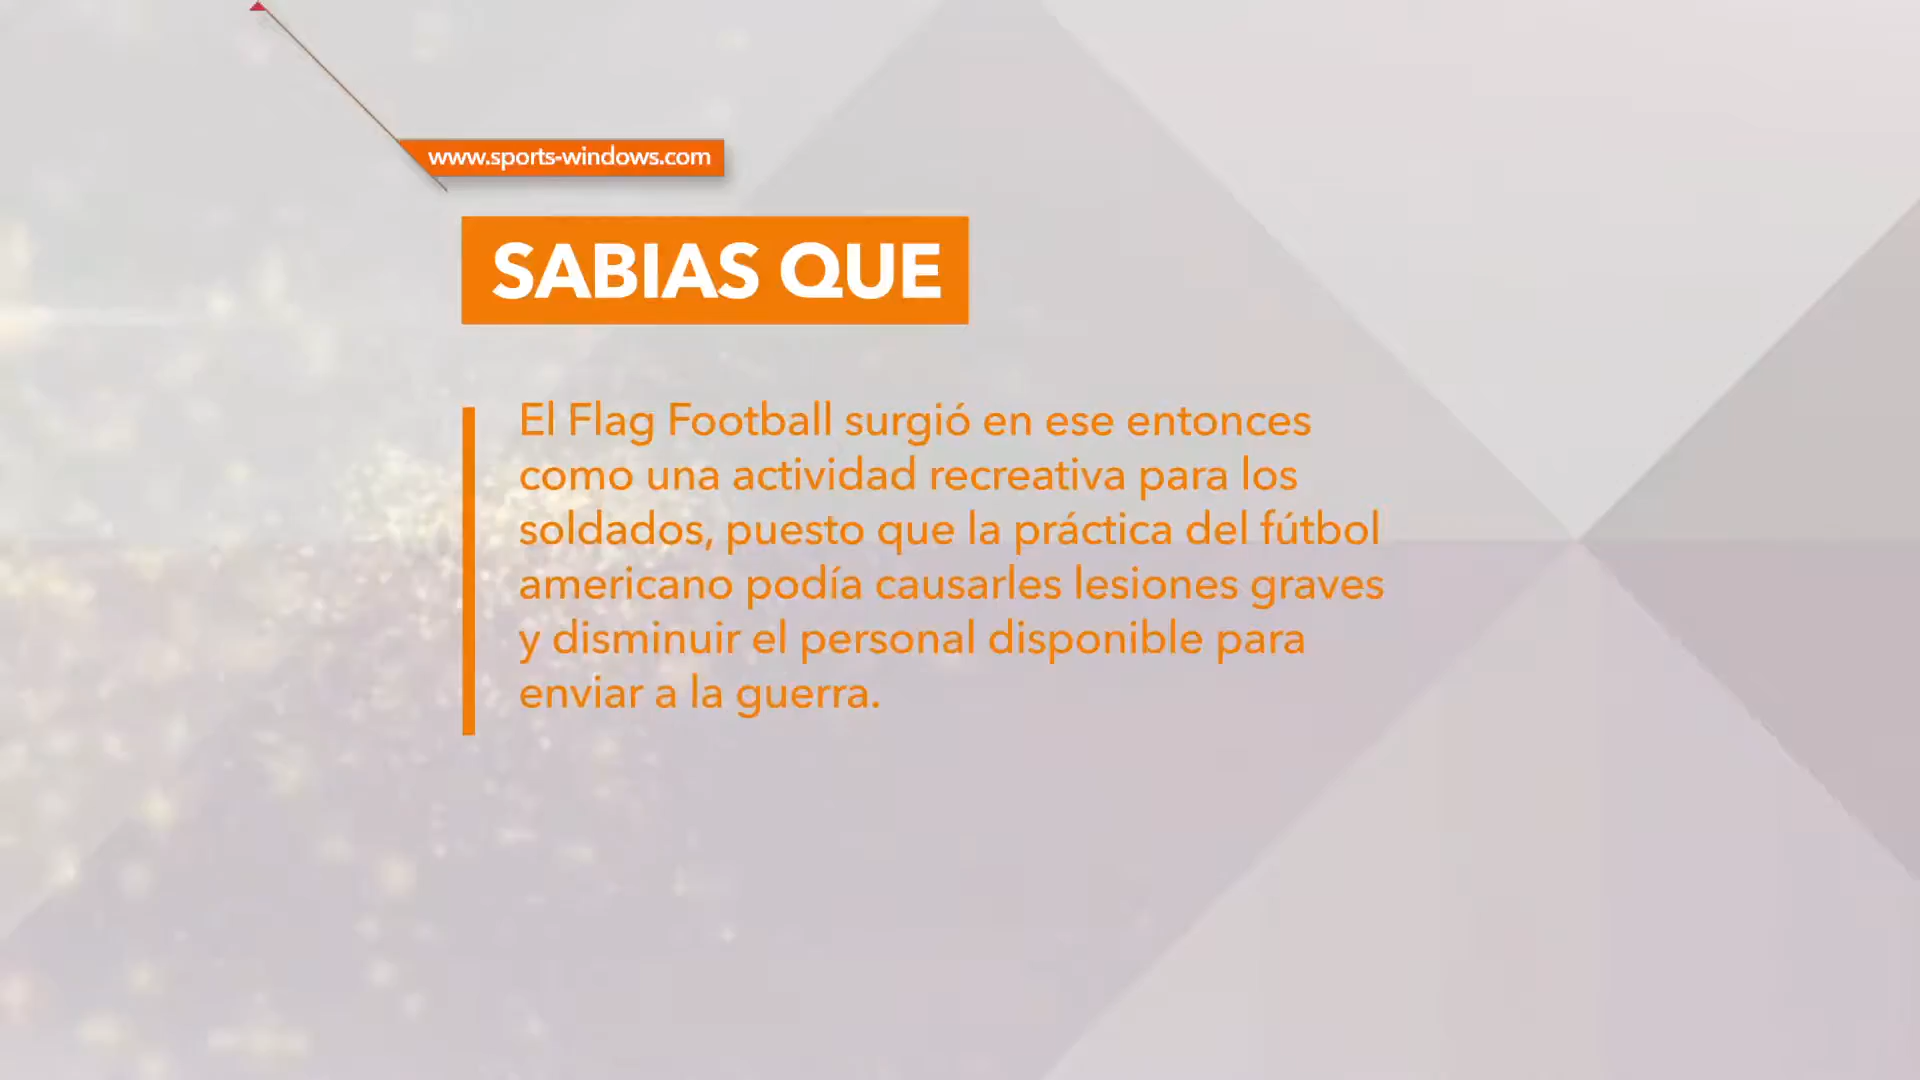 www.sports-windows.com
SABIAS QUE
El Flag Football surgió en ese entonces
como una actividad recreativa para los
soldados, puesto que la práctica del fútbol
americano podía causarles lesiones graves
y disminuir el personal disponible para
enviar a la guerra.